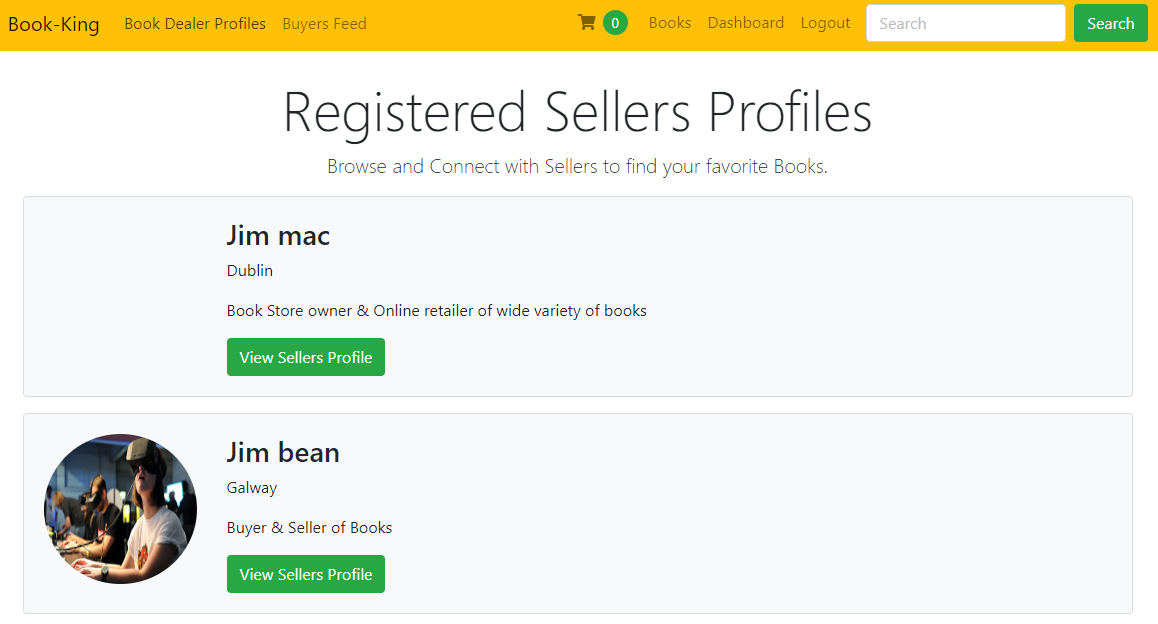 Book-King Book Dealer Profiles Buyers Feed 0 Books Dashboard Logout Search Search
Registered Sellers Profiles
Browse and Connect with Sellers to find your favorite Books.
Jim mac
Dublin
Book Store owner & Online retailer of wide variety of books
View Sellers Profile
Jim bean
Galway
Buyer & Seller of Books
View Sellers Profile